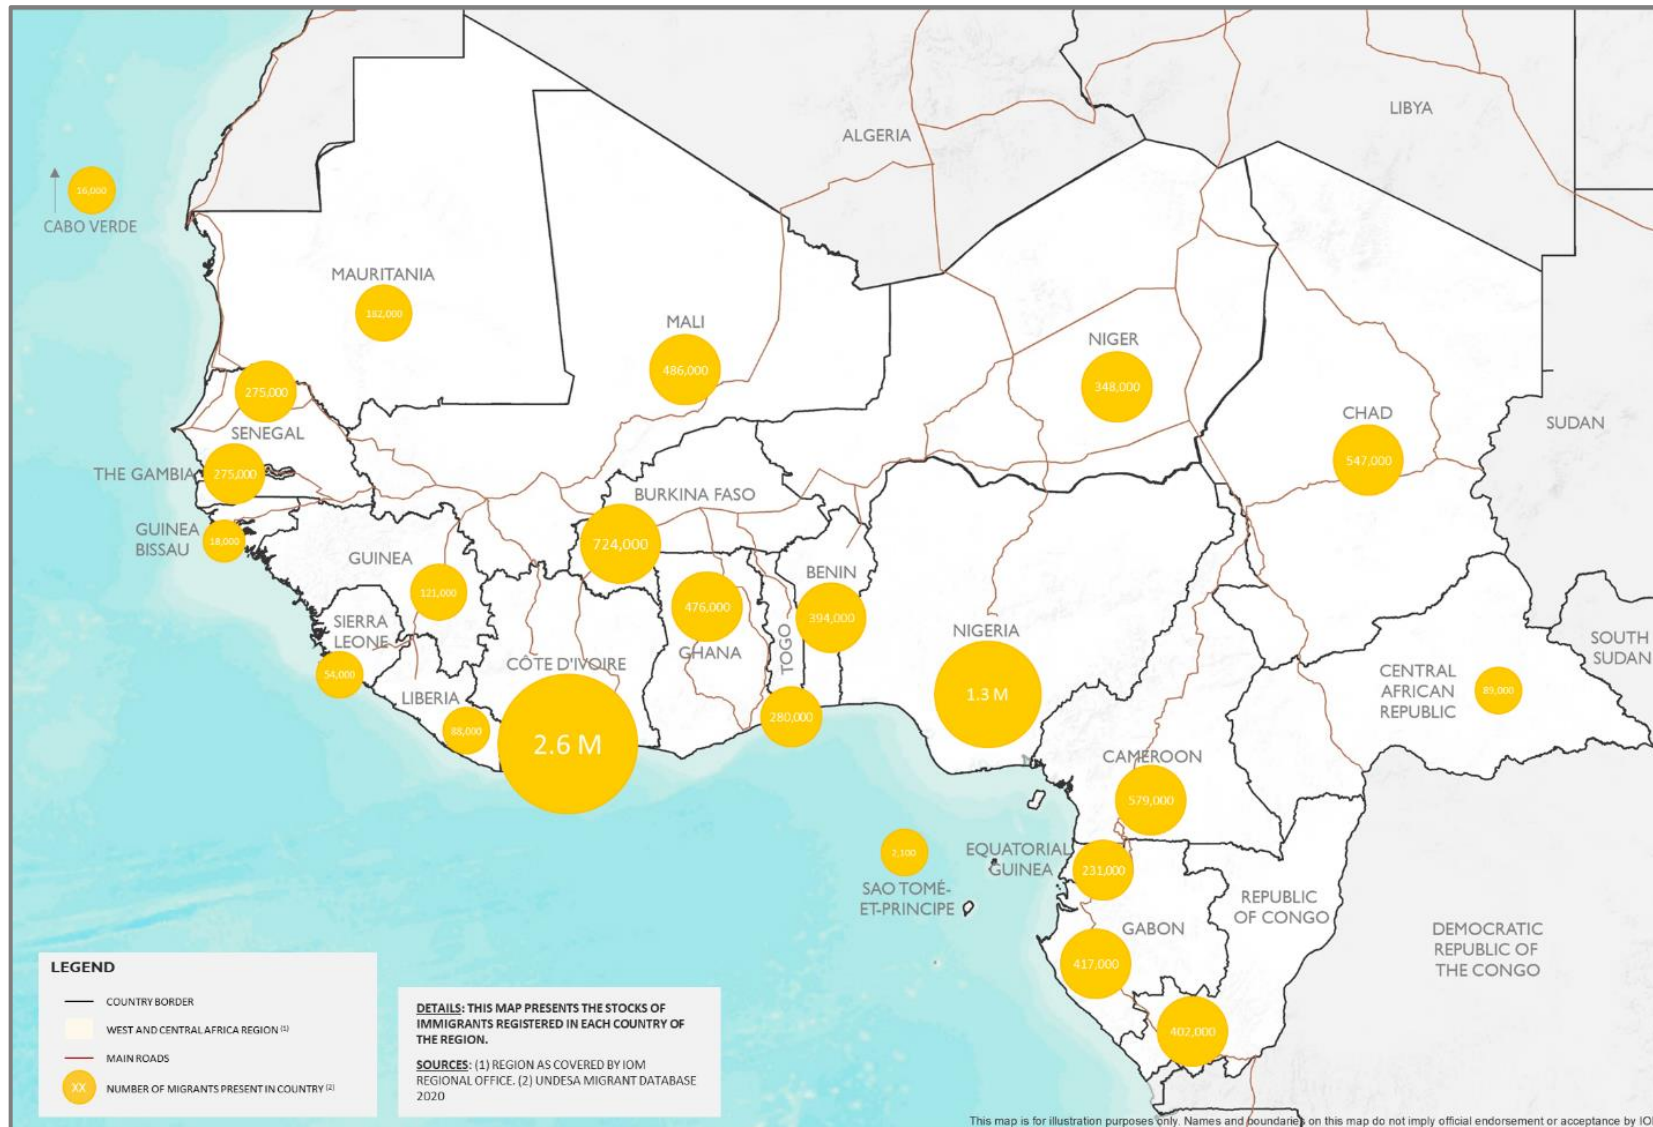 ALGERIA
LIBYA
16,000
CABO VERDE
MAURITANIA
182,000
MALI
486,000
NIGER
348,000
CHAD
547,000
SUDAN
275,000
SENEGAL
THE GAMBIA
275,000
GUINEA
BISSAU
18,000
BURKINA FASO
724,000
GUINEA
121,000
BENIN
394,000
476,000
GHANA
TOGO
280,000
SIERRA
LEONE
54,000
LIBERIA
88,000
CÔTE D'IVOIRE
2.6 M
NIGERIA
1.3 M
SOUTH
SUDAN
CENTRAL
AFRICAN
REPUBLIC
89,000
CAMEROON
579,000
2,100
SAO TOMÉ-
ET-PRINCIPE
EQUATORIAL
GUINEA
231,000
REPUBLIC
OF CONGO
GABON
417,000
402,000
DEMOCRATIC
REPUBLIC OF
THE CONGO
LEGEND
COUNTRY BORDER
WEST AND CENTRAL AFRICA REGION (1)
MAIN ROADS
XX NUMBER OF MIGRANTS PRESENT IN COUNTRY (2)
DETAILS: THIS MAP PRESENTS THE STOCKS OF
IMMIGRANTS REGISTERED IN EACH COUNTRY OF
THE REGION.
SOURCES: (1) REGION AS COVERED BY IOM
REGIONAL OFFICE. (2) UNDESA MIGRANT DATABASE
2020
This map is for illustration purposes only. Names and boundaries on this map do not imply official endorsement or acceptance by IO